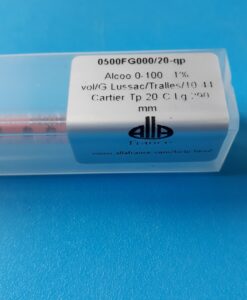 0500FG000/20-qp
Alcoo 0-100 1%
vol/G Lussac/Tralles/10-44
Cartier Tp 20 C Lg 290
mm
alla
france